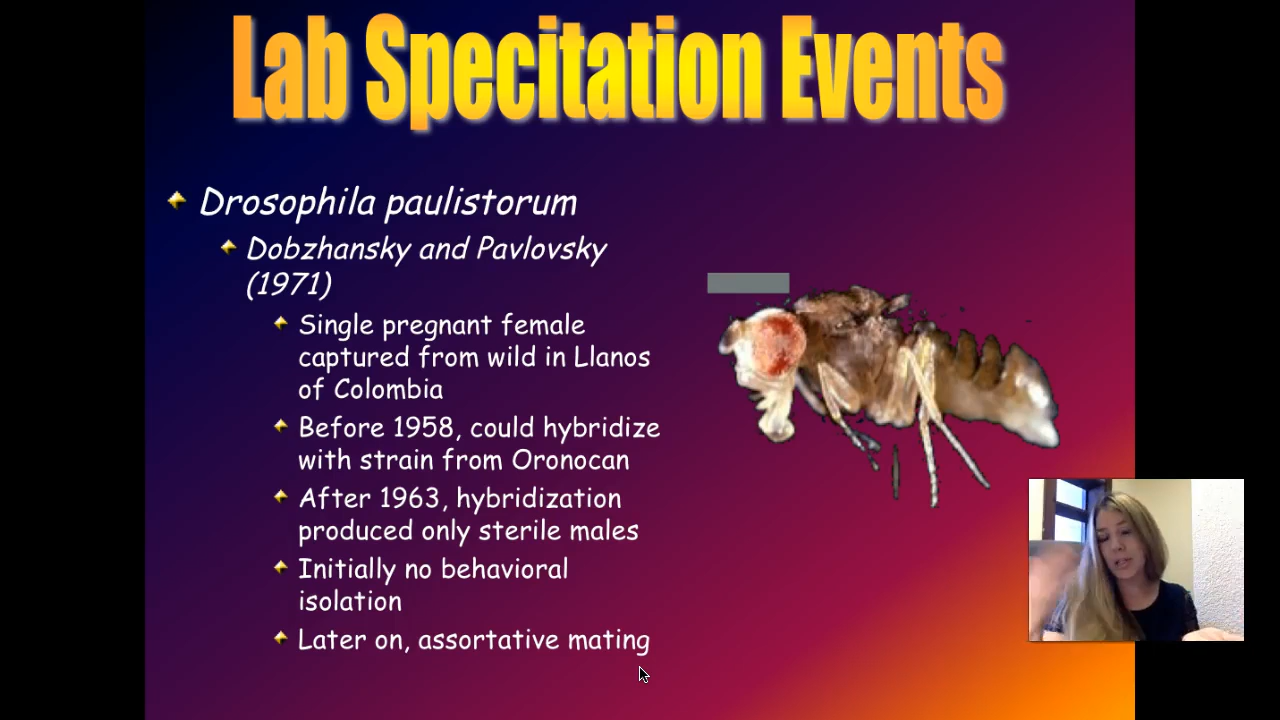 Lab Specitation Events
Drosophila paulistorum
Dobzhansky and Pavlovsky
(1971)
Single pregnant female
captured from wild in Llanos
of Colombia
Before 1958, could hybridize
with strain from Oronocan
After 1963, hybridization
produced only sterile males
Initially no behavioral
isolation
Later on, assortative mating